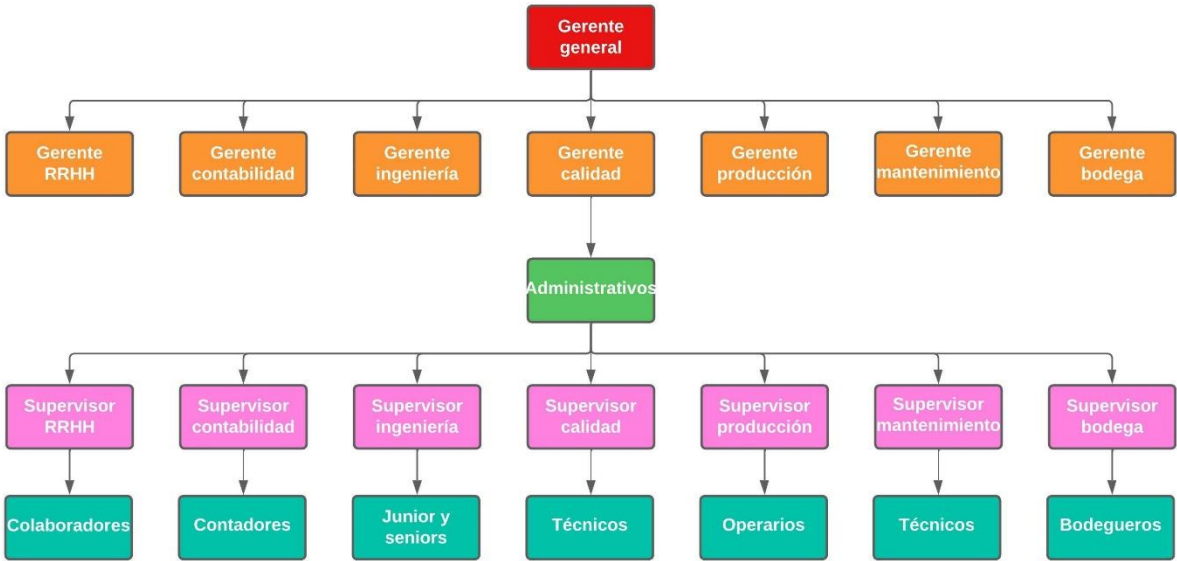 Gerente
general
Gerente
RRHH
Gerente
contabilidad
Gerente
ingeniería
Gerente
calidad
Gerente
producción
Gerente
mantenimiento
Gerente
bodega
Administrativos
Supervisor
RRHH
Supervisor
contabilidad
Supervisor
ingeniería
Supervisor
calidad
Supervisor
producción
Supervisor
mantenimiento
Supervisor
bodega
Colaboradores
Contadores
Junior y
seniors
Técnicos
Operarios
Técnicos
Bodegueros